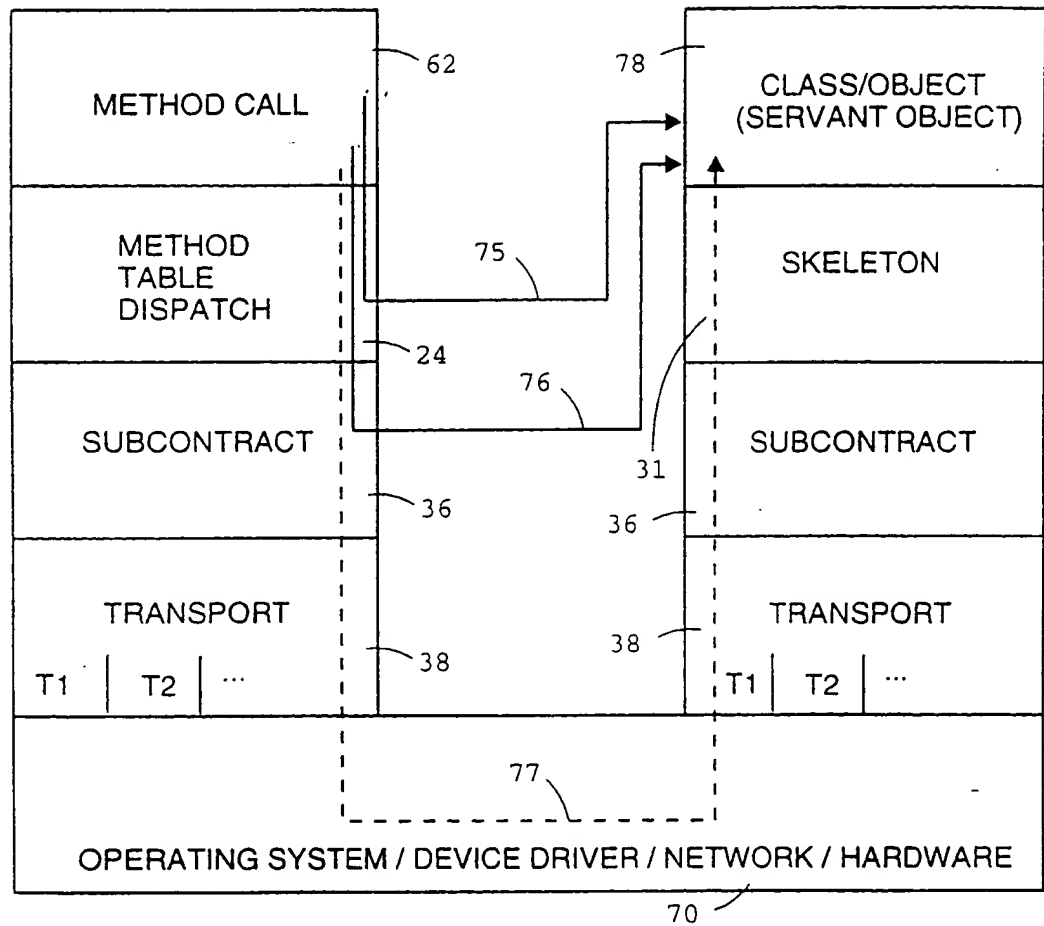 62
METHOD CALL
78
CLASS/OBJECT
(SERVANT OBJECT)
METHOD
TABLE
DISPATCH
75
SKELETON
24
76
SUBCONTRACT
31
SUBCONTRACT
36
36
TRANSPORT
38
TRANSPORT
38
T1 T2 ...
T1 T2 ...
77
OPERATING SYSTEM / DEVICE DRIVER / NETWORK / HARDWARE
70